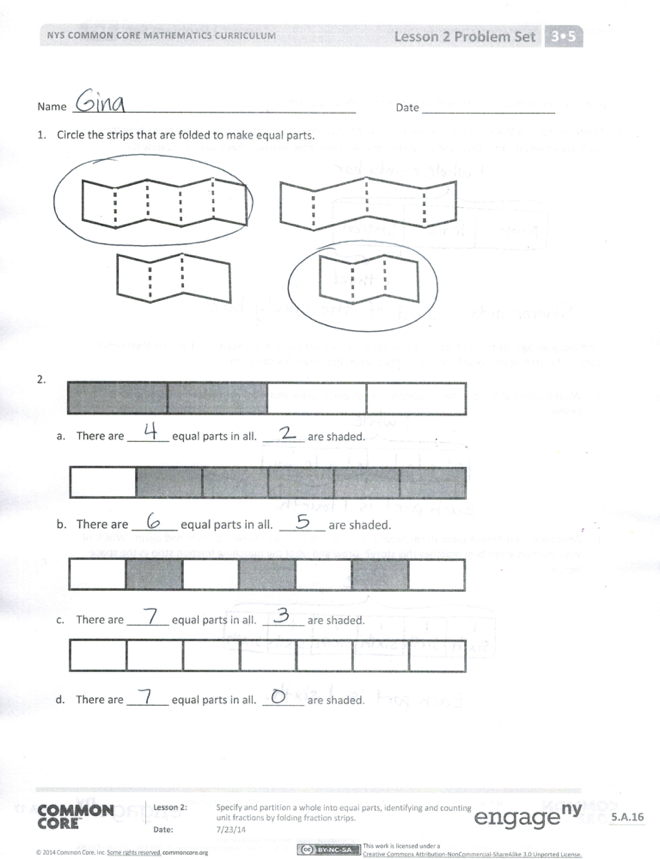 NYS COMMON CORE MATHEMATICS CURRICULUM Lesson 2 Problem Set 3•5
Name Gina Date
1. Circle the strips that are folded to make equal parts.
2.
a. There are 4 equal parts in all. 2 are shaded.
b. There are 6 equal parts in all. 5 are shaded.
c. There are 7 equal parts in all. 3 are shaded.
d. There are 7 equal parts in all. 0 are shaded.
COMMON CORE™
Lesson 2: Specify and partition a whole into equal parts, identifying and counting
unit fractions by folding fraction strips.
Date: 7/23/14
engage ny
5.A.16
© 2014 Common Core, Inc. Some rights reserved. commoncore.org
CC BY-NC-SA
This work is licensed under a
Creative Commons Attribution-NonCommercial-ShareAlike 3.0 Unported License.